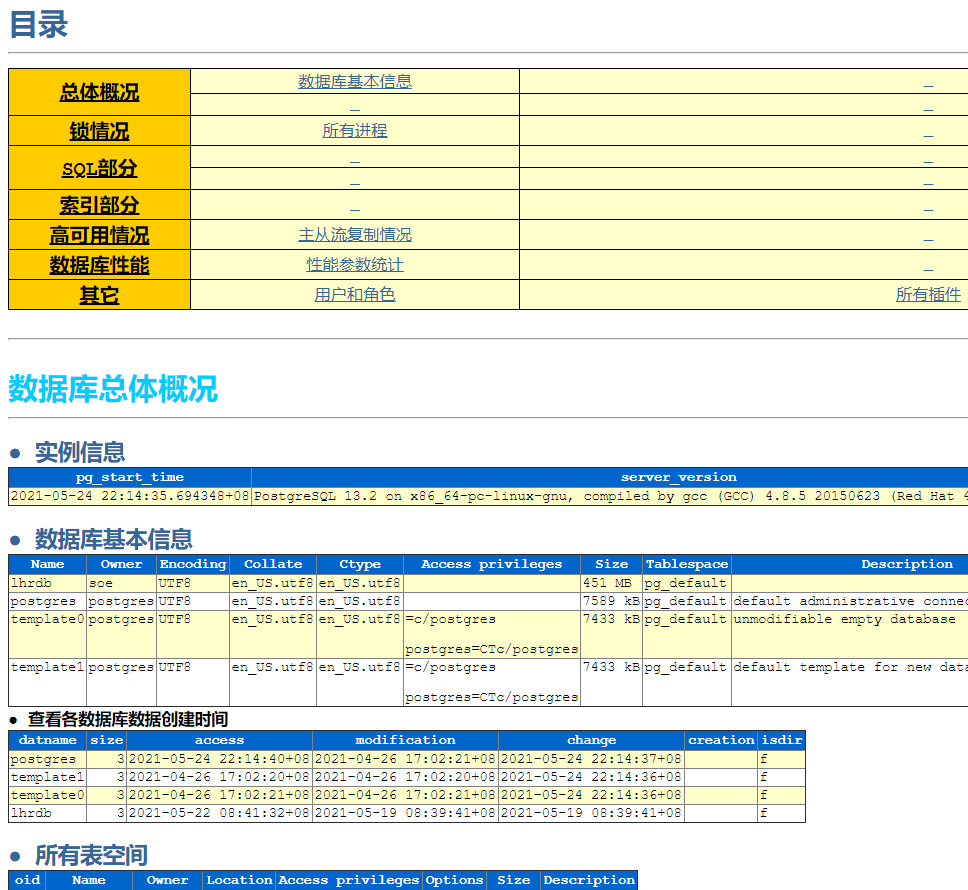 目录
总体概况 数据库基本信息 _
_ _
锁情况 所有进程 _
SQL部分 _ _
_ _
索引部分 _ _
高可用情况 主从流复制情况 _
数据库性能 性能参数统计 _
其它 用户和角色 所有插件
数据库总体概况
● 实例信息
pg_start_time server_version
2021-05-24 22:14:35.694348+08 PostgreSQL 13.2 on x86_64-pc-linux-gnu, compiled by gcc (GCC) 4.8.5 20150623 (Red Hat
● 数据库基本信息
Name Owner Encoding Collate Ctype Access privileges Size Tablespace Description
lhrdb soe UTF8 en_US.utf8 en_US.utf8 451 MB pg_default
postgres postgres UTF8 en_US.utf8 en_US.utf8 7589 kB pg_default default administrative
template0 postgres UTF8 en_US.utf8 en_US.utf8 =c/postgres 7433 kB pg_default unmodifiable empty database
postgres=CTc/postgres
template1 postgres UTF8 en_US.utf8 en_US.utf8 =c/postgres 7433 kB pg_default default template for new
postgres=CTc/postgres
● 查看各数据库数据创建时间
datname size access modification change creation isdir
postgres 3 2021-05-24 22:14:40+08 2021-04-26 17:02:21+08 2021-05-24 22:14:37+08 f
template1 3 2021-04-26 17:02:20+08 2021-04-26 17:02:20+08 2021-05-24 22:14:36+08 f
template0 3 2021-04-26 17:02:21+08 2021-04-26 17:02:21+08 2021-05-24 22:14:36+08 f
lhrdb 3 2021-05-22 08:41:32+08 2021-05-19 08:39:41+08 2021-05-19 08:39:41+08 f
● 所有表空间
oid Name Owner Location Access privileges Options Size Description